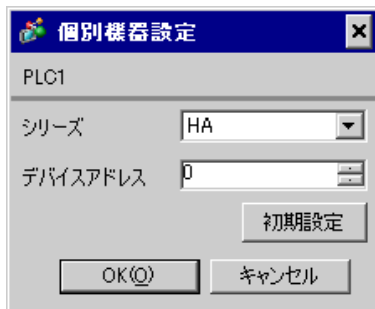 個別機器設定
PLC1
シリーズ HA
デバイスアドレス 0
初期設定
OK(O) キャンセル